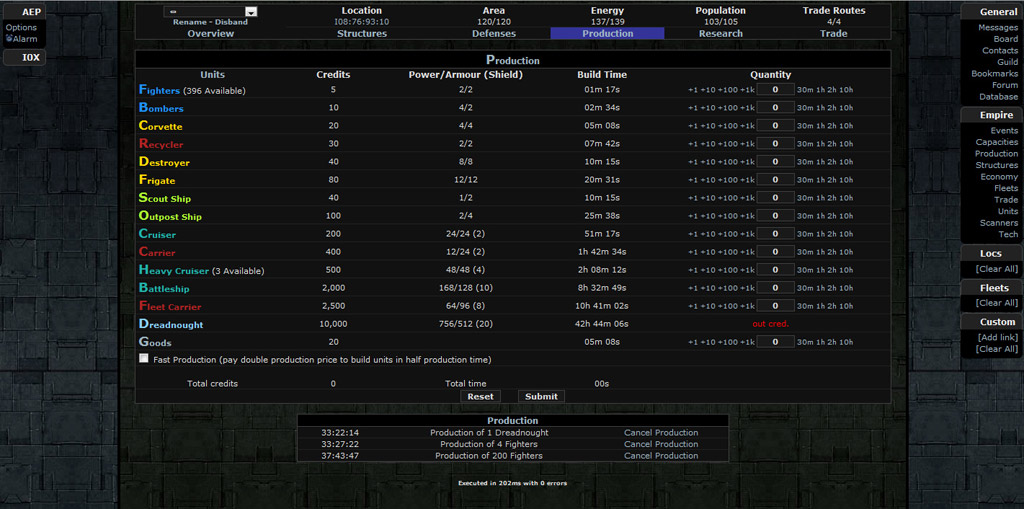 AEP
Options
Alarm
I0X
Location Area Energy Population Trade Routes
Rename - Disband I08:76:93:10 120/120 137/139 103/105 4/4
Overview Structures Defenses Production Research Trade
Production
Units Credits Power/Armour (Shield) Build Time Quantity
Fighters (396 Available) 5 2/2 01m 17s +1 +10 +100 +1k 0 30m 1h 2h 10h
Bombers 10 4/2 02m 34s +1 +10 +100 +1k 0 30m 1h 2h 10h
Corvette 20 4/4 05m 08s +1 +10 +100 +1k 0 30m 1h 2h 10h
Recycler 30 2/2 07m 42s +1 +10 +100 +1k 0 30m 1h 2h 10h
Destroyer 40 8/8 10m 15s +1 +10 +100 +1k 0 30m 1h 2h 10h
Frigate 80 12/12 20m 31s +1 +10 +100 +1k 0 30m 1h 2h 10h
Scout Ship 40 1/2 10m 15s +1 +10 +100 +1k 0 30m 1h 2h 10h
Outpost Ship 100 2/4 25m 38s +1 +10 +100 +1k 0 30m 1h 2h 10h
Cruiser 200 24/24 (2) 51m 17s +1 +10 +100 +1k 0 30m 1h 2h 10h
Carrier 400 12/24 (2) 1h 42m 34s +1 +10 +100 +1k 0 30m 1h 2h 10h
Heavy Cruiser (3 Available) 500 48/48 (4) 2h 08m 12s +1 +10 +100 +1k 0 30m 1h 2h 10h
Battleship 2,000 168/128 (10) 8h 32m 49s +1 +10 +100 +1k 0 30m 1h 2h 10h
Fleet Carrier 2,500 64/96 (8) 10h 41m 02s +1 +10 +100 +1k 0 30m 1h 2h 10h
Dreadnought 10,000 756/512 (20) 42h 44m 06s out cred.
Goods 20 05m 08s +1 +10 +100 +1k 0 30m 1h 2h 10h
Fast Production (pay double production price to build units in half production time)
Total credits 0 Total time 00s
Reset Submit
Production
33:22:14 Production of 1 Dreadnought Cancel Production
33:27:22 Production of 4 Fighters Cancel Production
37:43:47 Production of 200 Fighters Cancel Production
Executed in 202ms with 0 errors
General
Messages
Board
Contacts
Guild
Bookmarks
Forum
Database
Empire
Events
Capacities
Production
Structures
Economy
Fleets
Trade
Units
Scanners
Tech
Locs
[Clear All]
Fleets
[Clear All]
Custom
[Add link]
[Clear All]